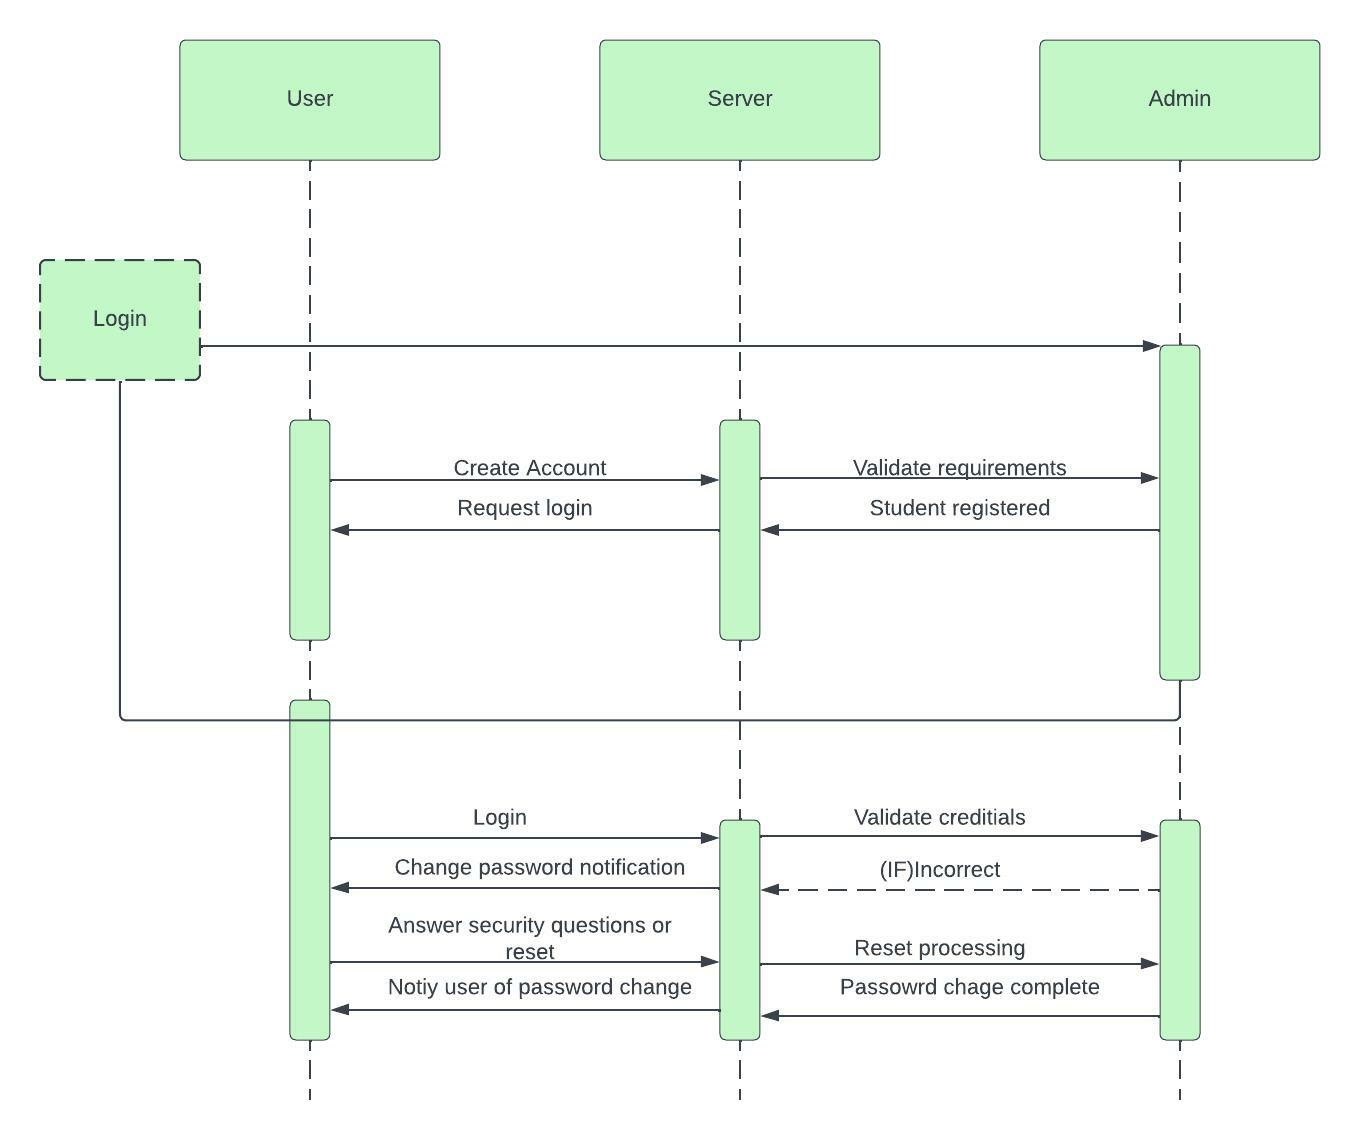 User
Server
Admin
Login
Create Account
Validate requirements
Request login
Student registered
Login
Validate creditials
Change password notification
(IF)Incorrect
Answer security questions or
reset
Reset processing
Notiy user of password change
Passowrd chage complete